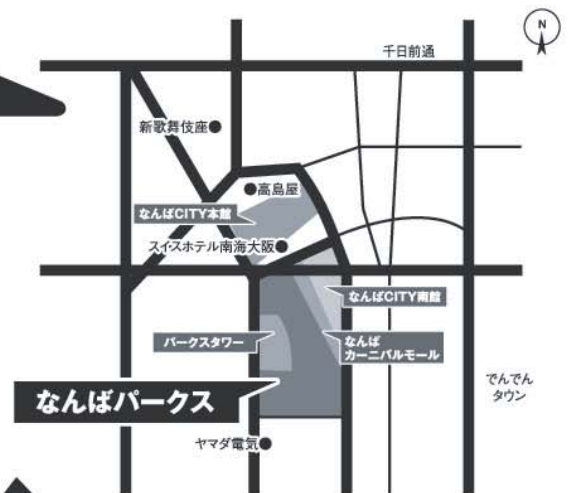 N
千日前通
新歌舞伎座
高島屋
なんばCITY本館
スイスホテル南海大阪
なんばCITY南館
パークスタワー
なんば
カーニバルモール
でんでん
タウン
なんばパークス
ヤマダ電気